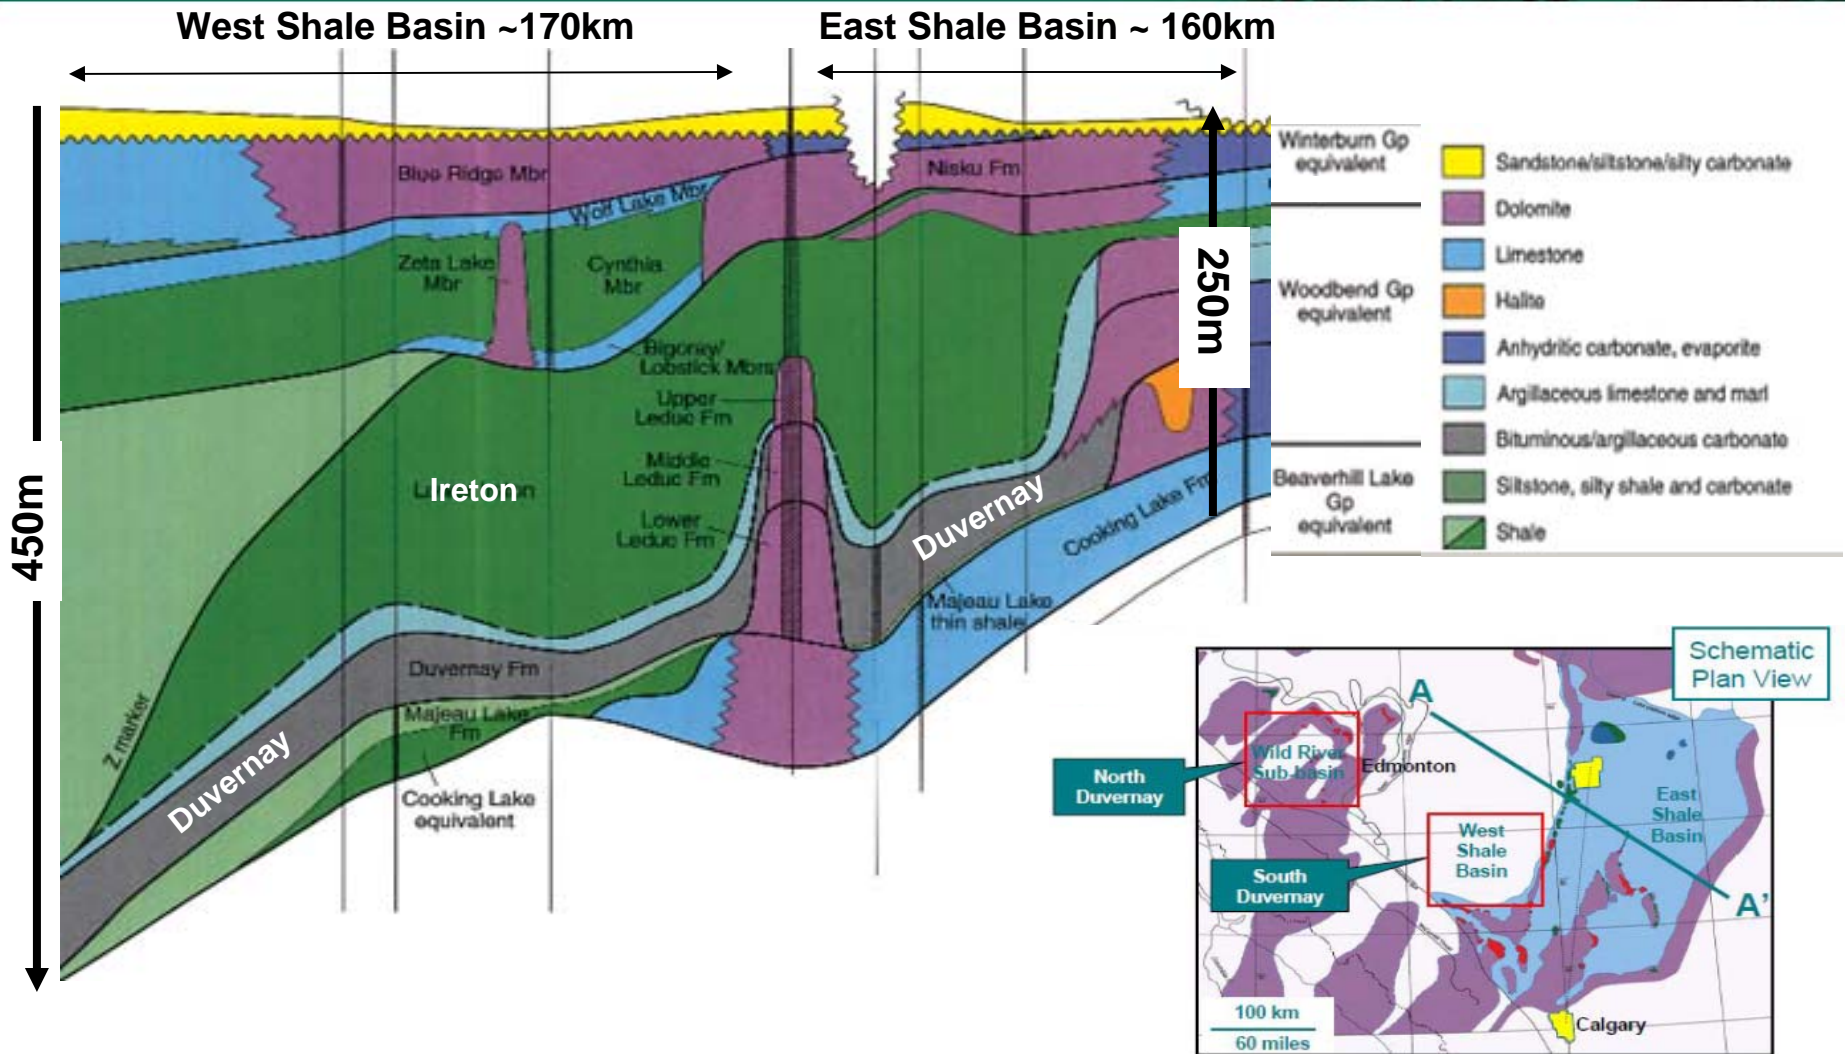 West Shale Basin ~170km
East Shale Basin ~ 160km
450m
250m
Blue Ridge Mbr
Wolf Lake Mbr
Nisku Fm
Zeta Lake
Mbr
Cynthia
Mbr
Bigoray/
Lobstick Mbrs
Upper
Leduc Fm
Middle
Leduc Fm
Lower
Leduc Fm
Ireton
Duvernay
Cooking Lake Fm
Majeau Lake
thin shale
Duvernay Fm
Majeau Lake
Fm
Z marker
Duvernay
Cooking Lake
equivalent
Winterburn Gp
equivalent
Woodbend Gp
equivalent
Beaverhill Lake
Gp
equivalent
Sandstone/siltstone/silty carbonate
Dolomite
Limestone
Halite
Anhydritic carbonate, evaporite
Argillaceous limestone and marl
Bituminous/argillaceous carbonate
Siltstone, silty shale and carbonate
Shale
Schematic
Plan View
A
Wild River
Sub-basin
Edmonton
North
Duvernay
East
Shale
Basin
West
Shale
Basin
South
Duvernay
A'
100 km
60 miles
Calgary